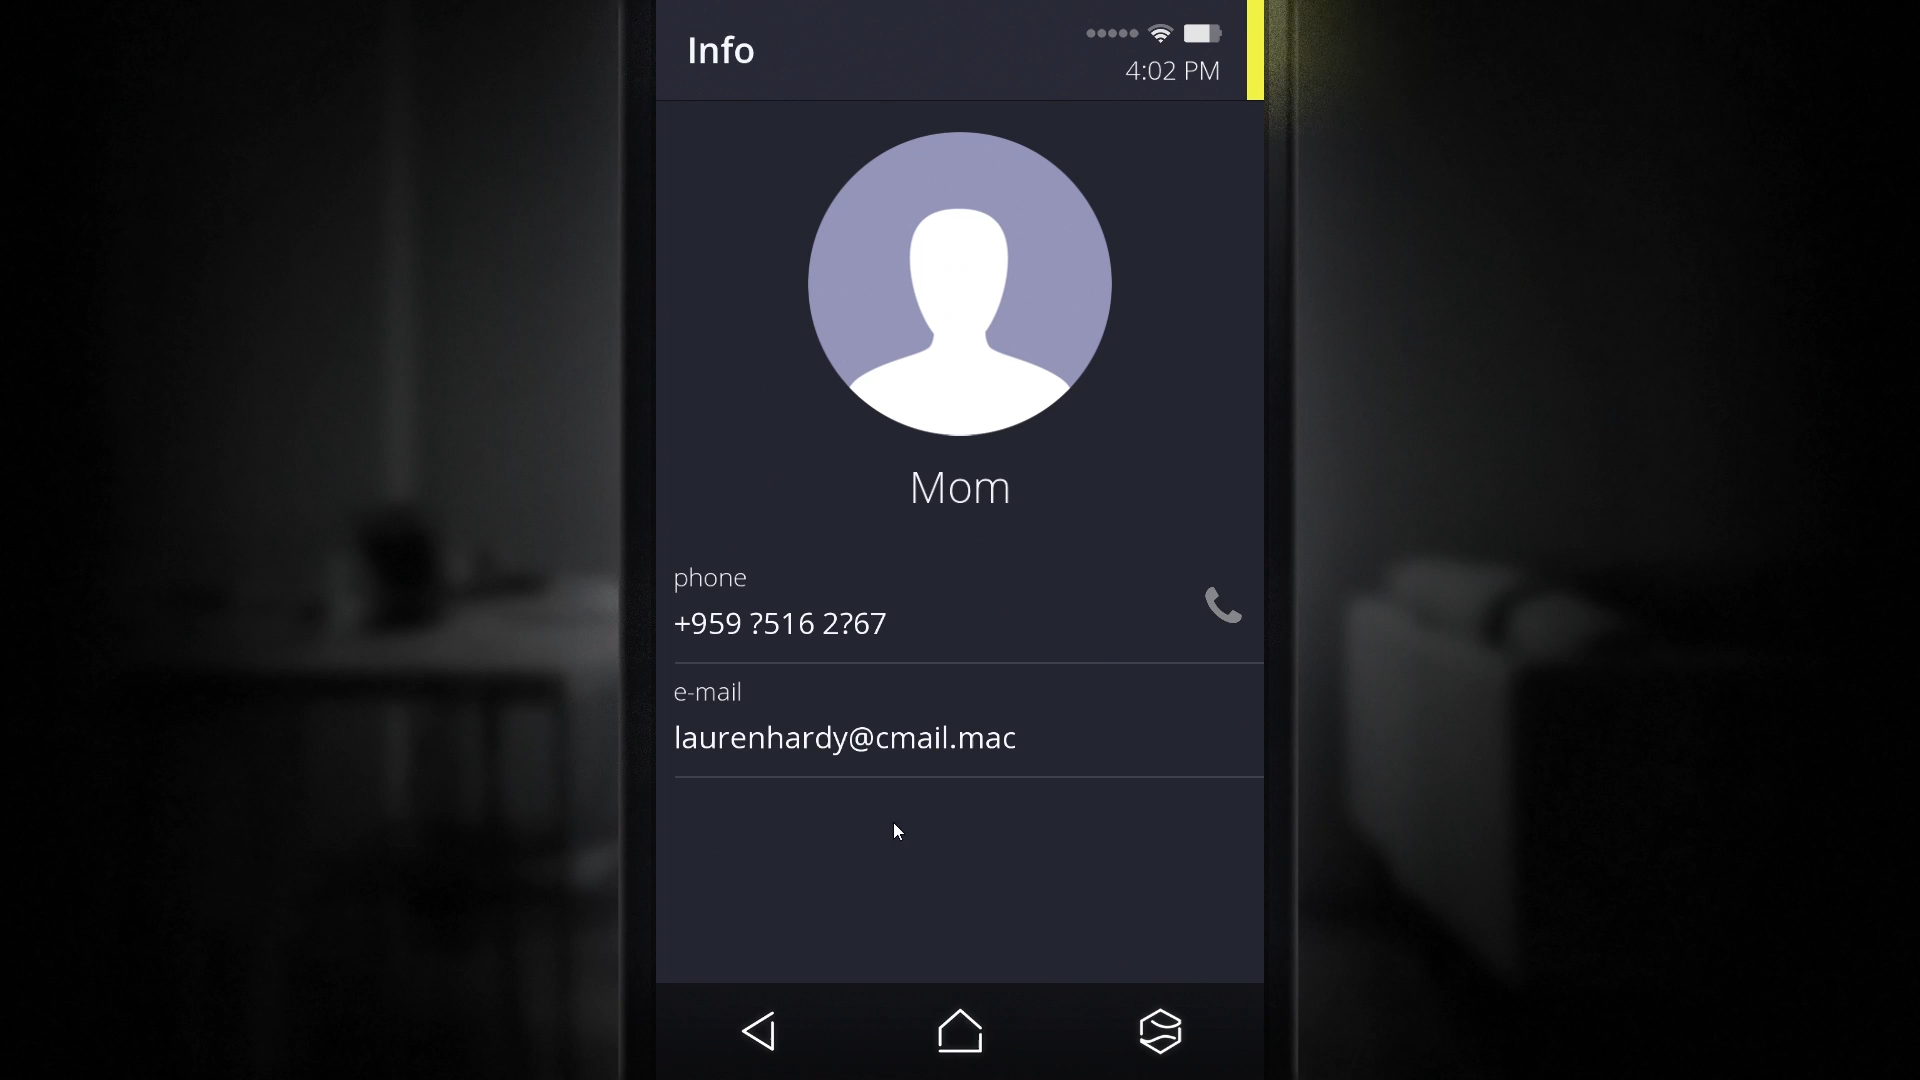 Info
4:02 PM
Mom
phone
+959 ?516 2?67
e-mail
laurenhardy@cmail.mac